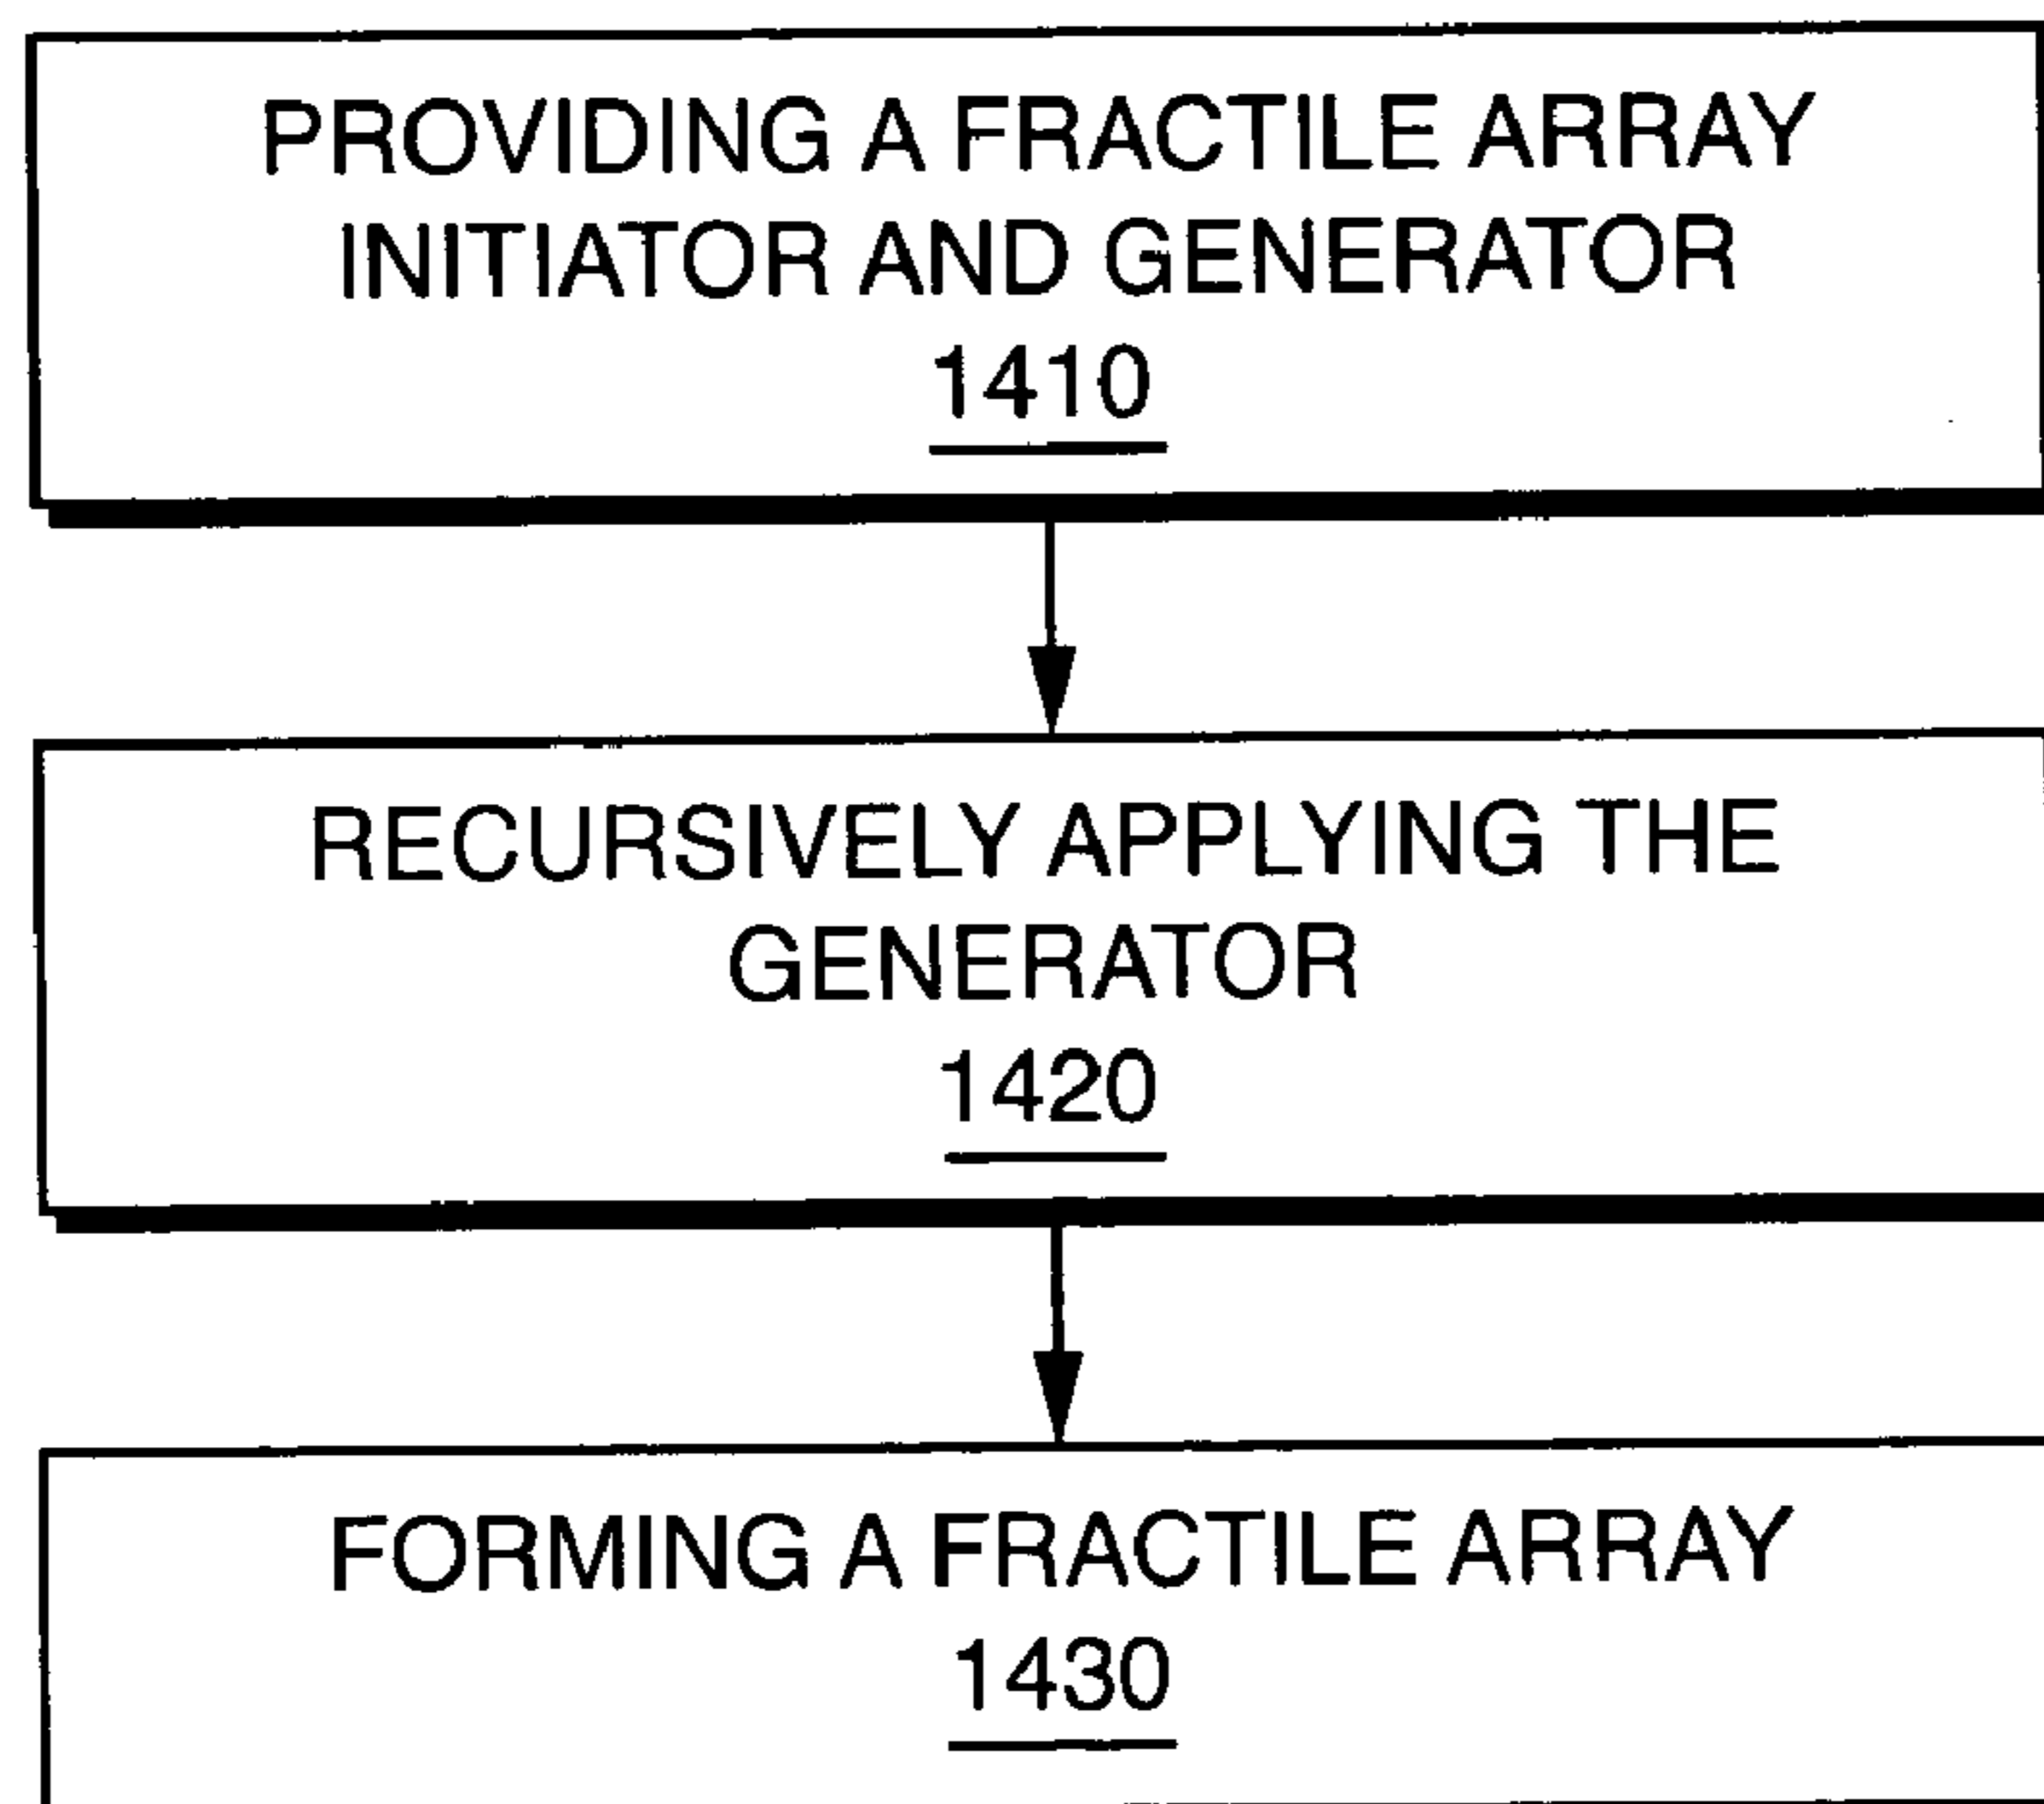 PROVIDING A FRACTILE ARRAY
INITIATOR AND GENERATOR
1410
RECURSIVELY APPLYING THE
GENERATOR
1420
FORMING A FRACTILE ARRAY
1430